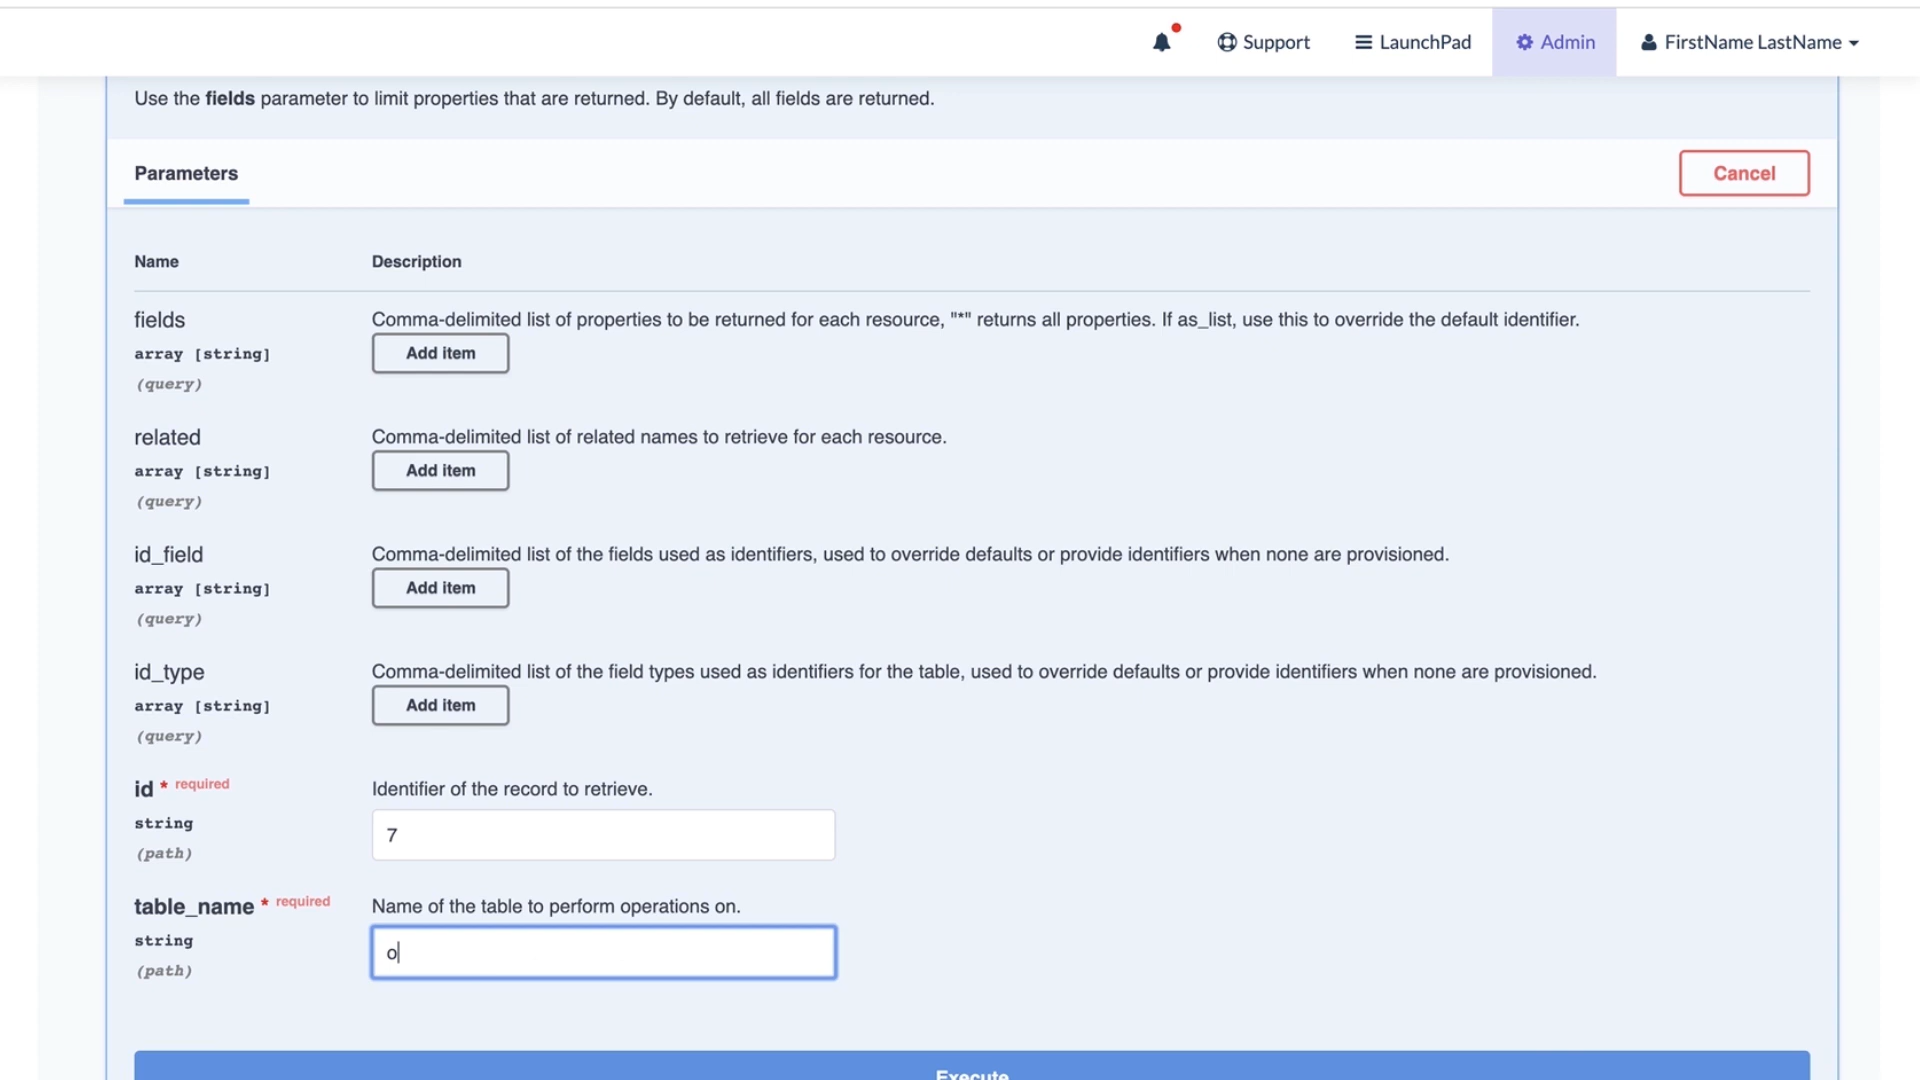 Support LaunchPad Admin FirstName LastName
Use the fields parameter to limit properties that are returned. By default, all fields are returned.
Parameters Cancel
Name Description
fields Comma-delimited list of properties to be returned for each resource, "*" returns all properties. If as_list, use this to override the default identifier.
array [string] Add item
(query)
related Comma-delimited list of related names to retrieve for each resource.
array [string] Add item
(query)
id_field Comma-delimited list of the fields used as identifiers, used to override defaults or provide identifiers when none are provisioned.
array [string] Add item
(query)
id_type Comma-delimited list of the field types used as identifiers for the table, used to override defaults or provide identifiers when none are provisioned.
array [string] Add item
(query)
id * required Identifier of the record to retrieve.
string 7
(path)
table_name * required Name of the table to perform operations on.
string o
(path)
Execute